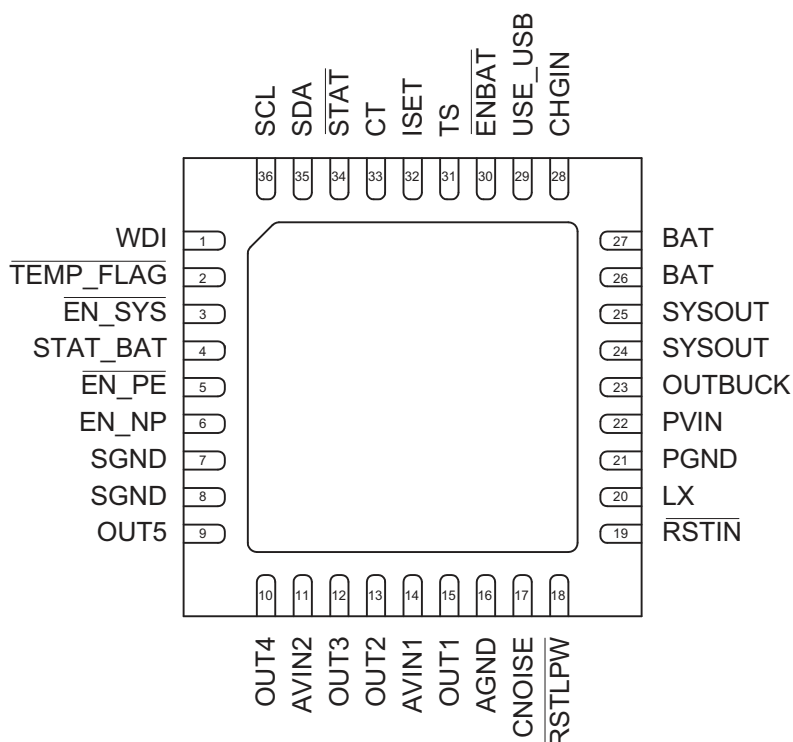 SCL
SDA
STAT
CT
ISET
TS
ENBAT
USE_USB
CHGIN
36
35
34
33
32
31
30
29
28
WDI
1
TEMP_FLAG
2
EN_SYS
3
STAT_BAT
4
EN_PE
5
EN_NP
6
SGND
7
SGND
8
OUT5
9
27
BAT
26
BAT
25
SYSOUT
24
SYSOUT
23
OUTBUCK
22
PVIN
21
PGND
20
LX
19
RSTIN
10
11
12
13
14
15
16
17
18
OUT4
AVIN2
OUT3
OUT2
AVIN1
OUT1
AGND
CNOISE
RSTLPW